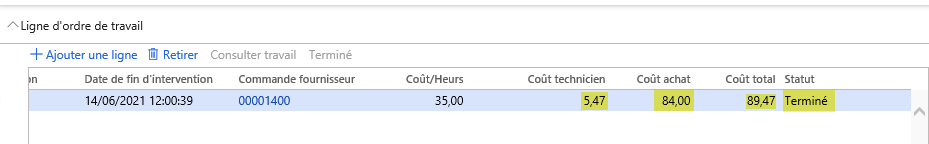 Ligne d'ordre de travail
Ajouter une ligne Retirer Consulter travail Terminé
on Date de fin d'intervention Commande fournisseur Coût/Heurs Coût technicien Coût achat Coût total Statut
14/06/2021 12:00:39 00001400 35,00 5,47 84,00 89,47 Terminé